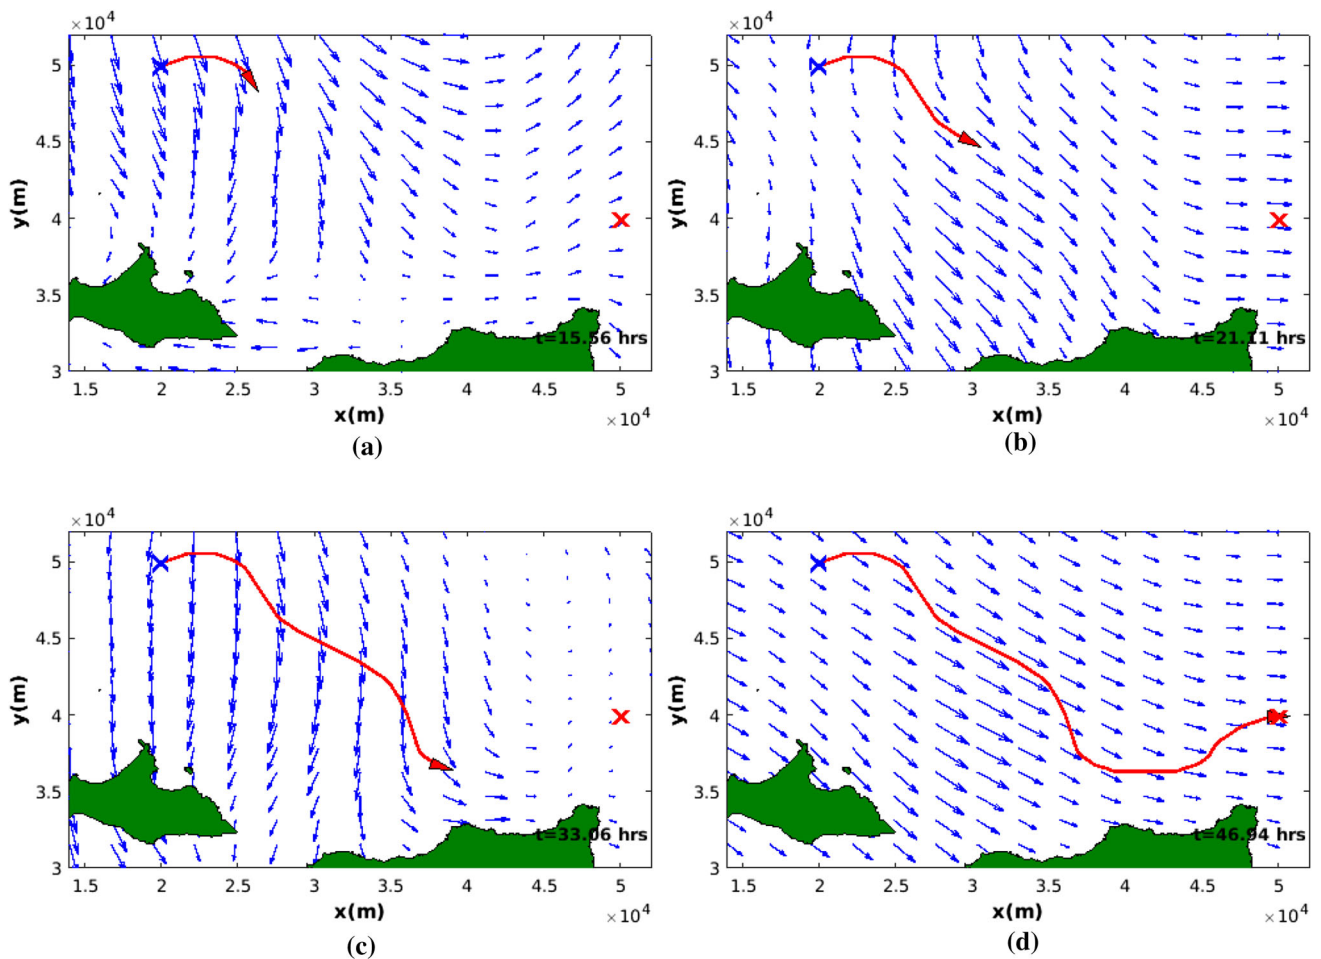 ×10⁴ ×10⁴
5 5
4.5 4.5
y(m) 4 y(m) 4
3.5 3.5
t=15.56 hrs t=21.11 hrs
3 3
1.5 2 2.5 3 3.5 4 4.5 5 1.5 2 2.5 3 3.5 4 4.5 5
x(m) ×10⁴ x(m) ×10⁴
(a) (b)
×10⁴ ×10⁴
5 5
4.5 4.5
y(m) 4 y(m) 4
3.5 3.5
t=33.06 hrs t=46.94 hrs
3 3
1.5 2 2.5 3 3.5 4 4.5 5 1.5 2 2.5 3 3.5 4 4.5 5
x(m) ×10⁴ x(m) ×10⁴
(c) (d)